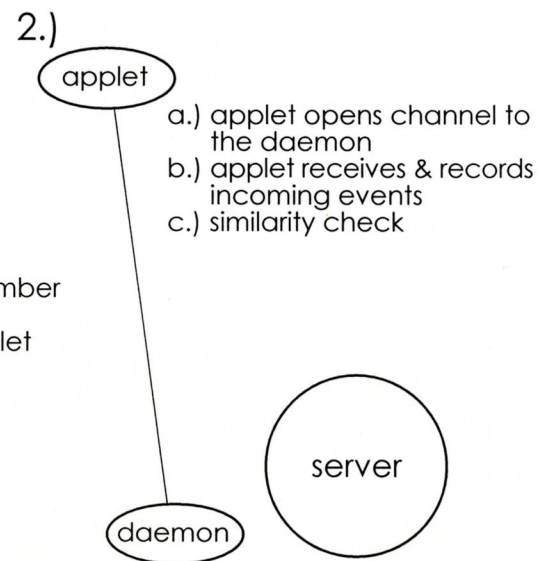 2.)
applet
a.) applet opens channel to
the daemon
b.) applet receives & records
incoming events
c.) similarity check
mber
let
server
daemon